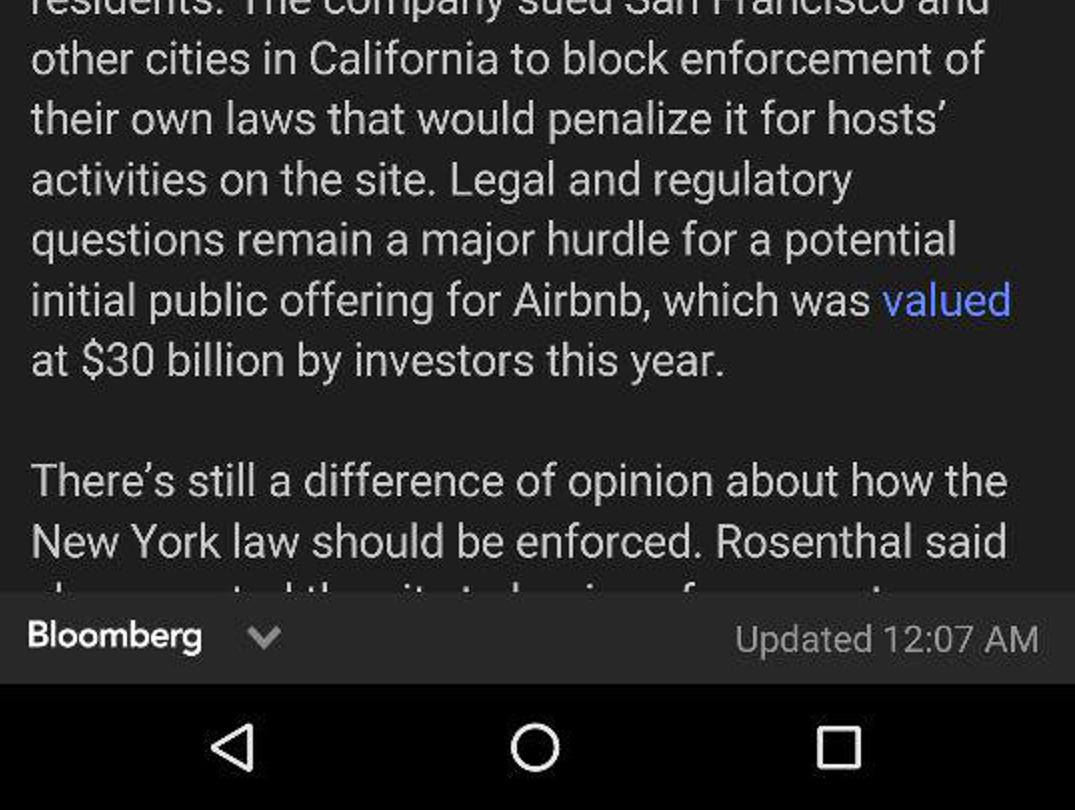 residents. The company sued San Francisco and
other cities in California to block enforcement of
their own laws that would penalize it for hosts’
activities on the site. Legal and regulatory
questions remain a major hurdle for a potential
initial public offering for Airbnb, which was valued
at $30 billion by investors this year.
There’s still a difference of opinion about how the
New York law should be enforced. Rosenthal said
Bloomberg
Updated 12:07 AM